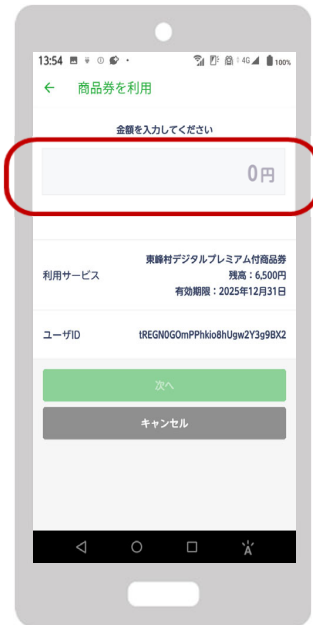 13:54 4G 100%
← 商品券を利用
金額を入力してください
0円
東峰村デジタルプレミアム付商品券
利用サービス 残高：6,500円
有効期限：2025年12月31日
ユーザID tREGN0GOmPPhkio8hUgw2Y3g9BX2
次へ
キャンセル